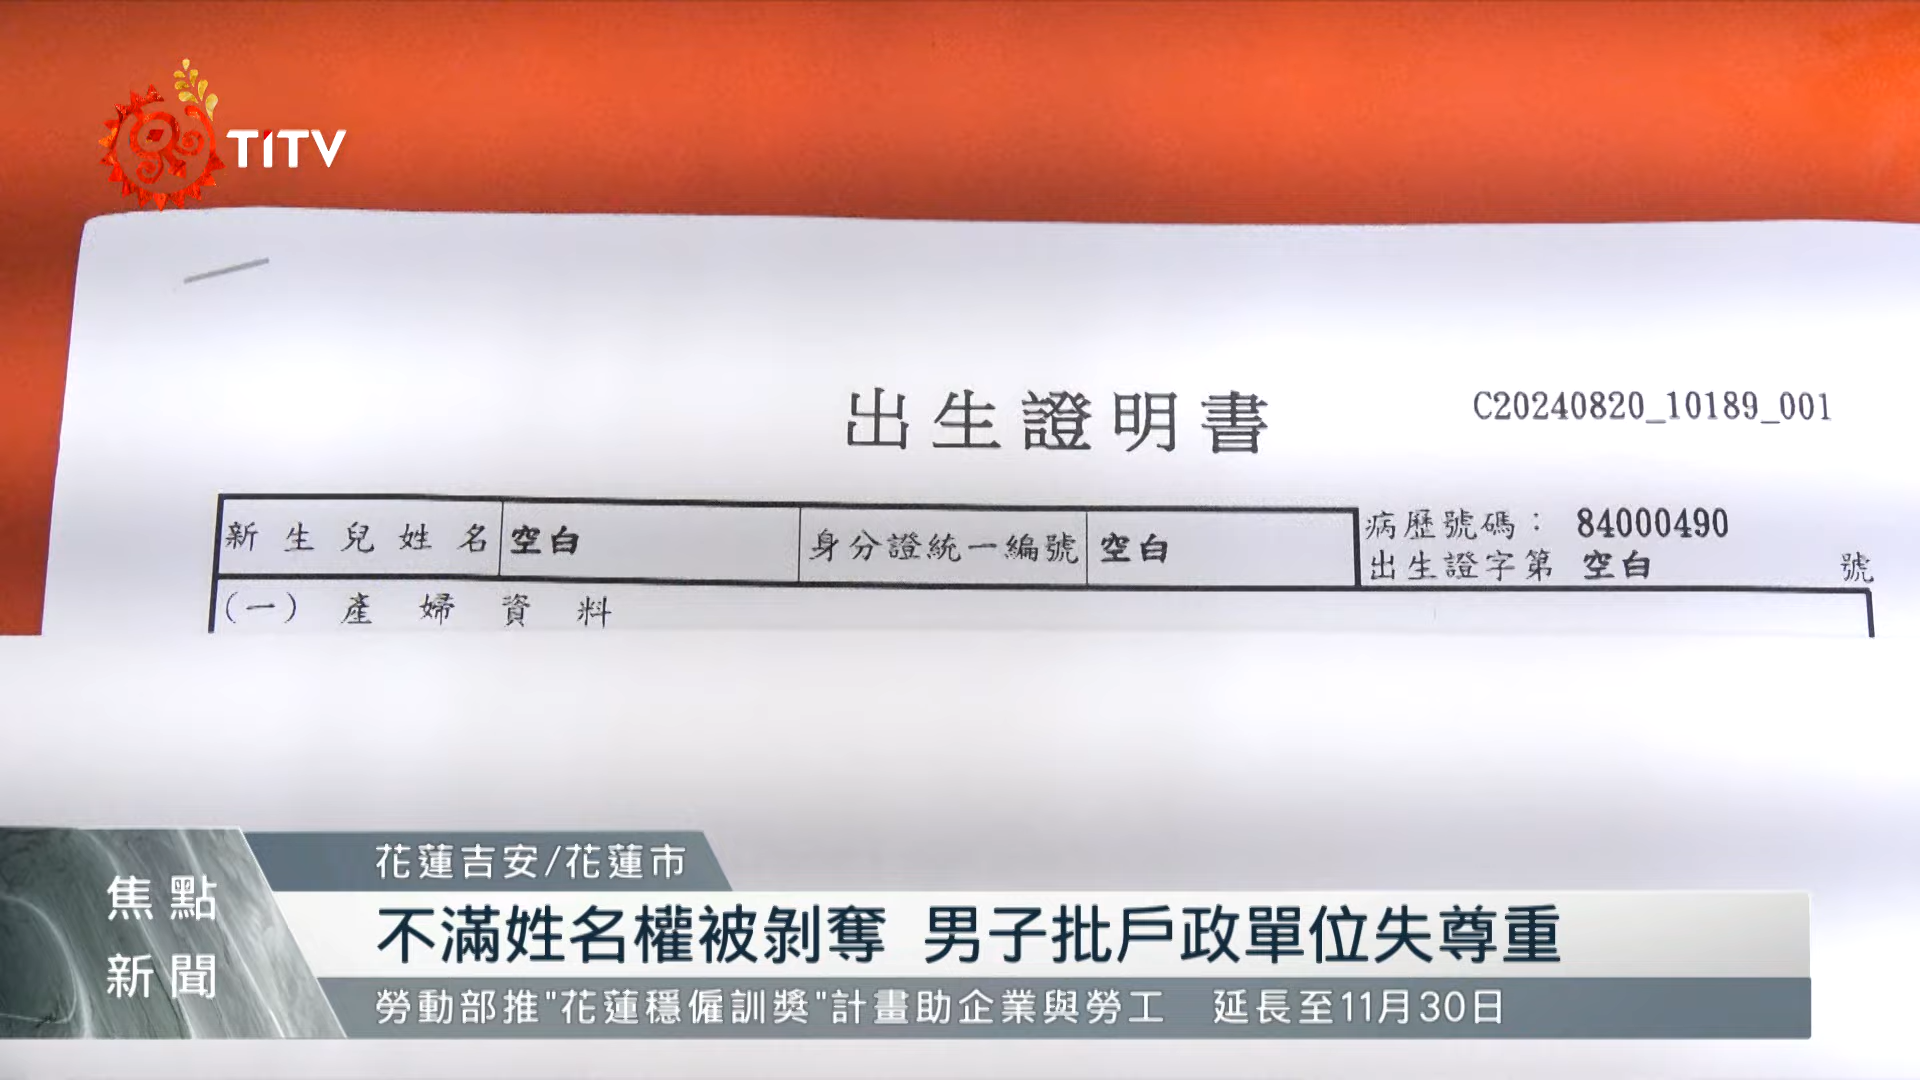 TiTV
出生證明書
C20240820_10189_001
新生兒姓名 空白 身分證統一編號 空白 病歷號碼： 84000490
出生證字第 空白 號
(一) 產婦資料
花蓮吉安/花蓮市
焦點
新聞
不滿姓名權被剝奪 男子批戶政單位失尊重
勞動部推"花蓮穩僱訓獎"計畫助企業與勞工 延長至11月30日